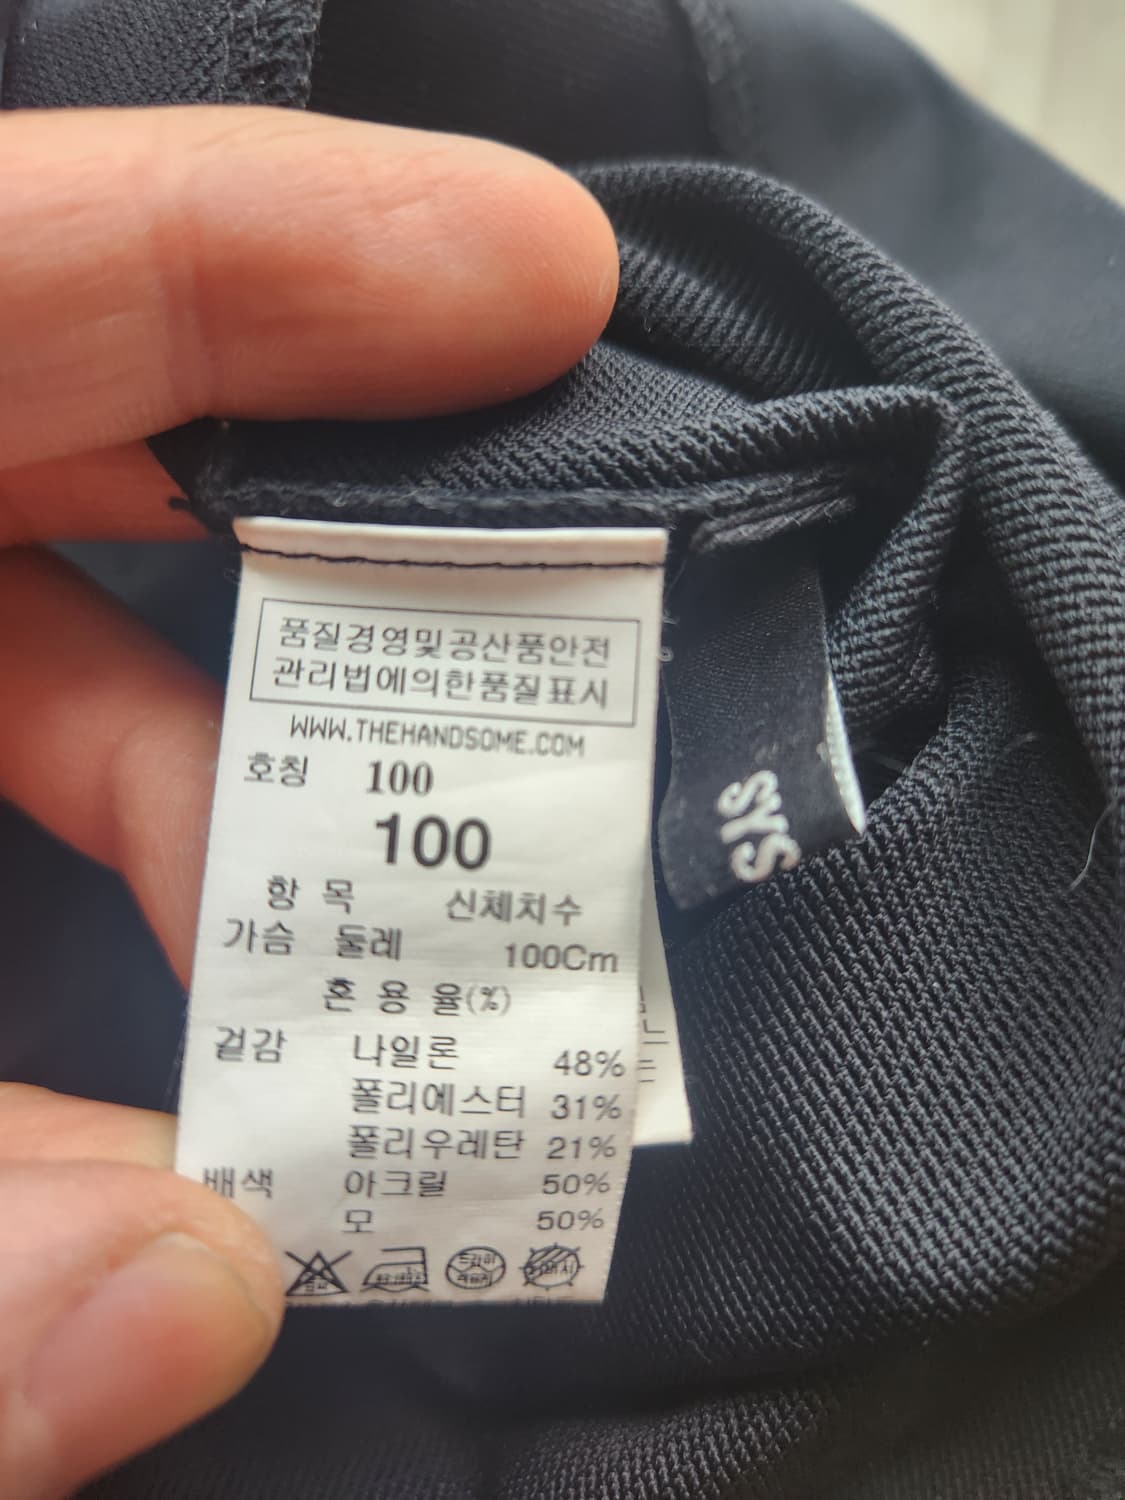 품질경영및공산품안전
관리법에의한품질표시
WWW.THEHANDSOME.COM
호칭 100
100
항 목 신체치수
가슴 둘레 100Cm
혼 용 율(%)
겉감 나일론 48%
폴리에스터 31%
폴리우레탄 21%
배색 아크릴 50%
모 50%
SYS